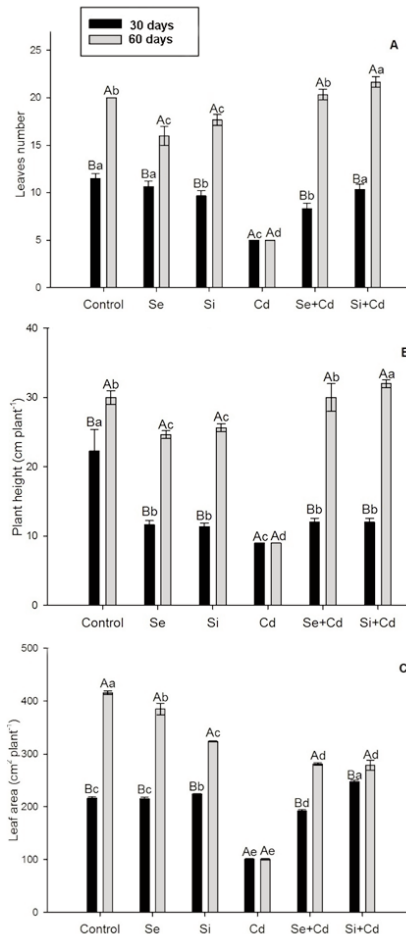 30 days
60 days
A
Leaves number
25
20
15
10
5
0
Ba Ab Ba Ac Bb Ac Ac Ad Bb Ab Ba Aa
Control Se Si Cd Se+Cd Si+Cd
B
Plant height (cm plant⁻¹)
40
30
20
10
0
Ba Ab Bb Ac Bb Ac Ac Ad Bb Ab Bb Aa
Control Se Si Cd Se+Cd Si+Cd
C
Leaf area (cm² plant⁻¹)
500
400
300
200
100
0
Bc Aa Bc Ab Bb Ac Ae Ae Bd Ad Ba Ad
Control Se Si Cd Se+Cd Si+Cd